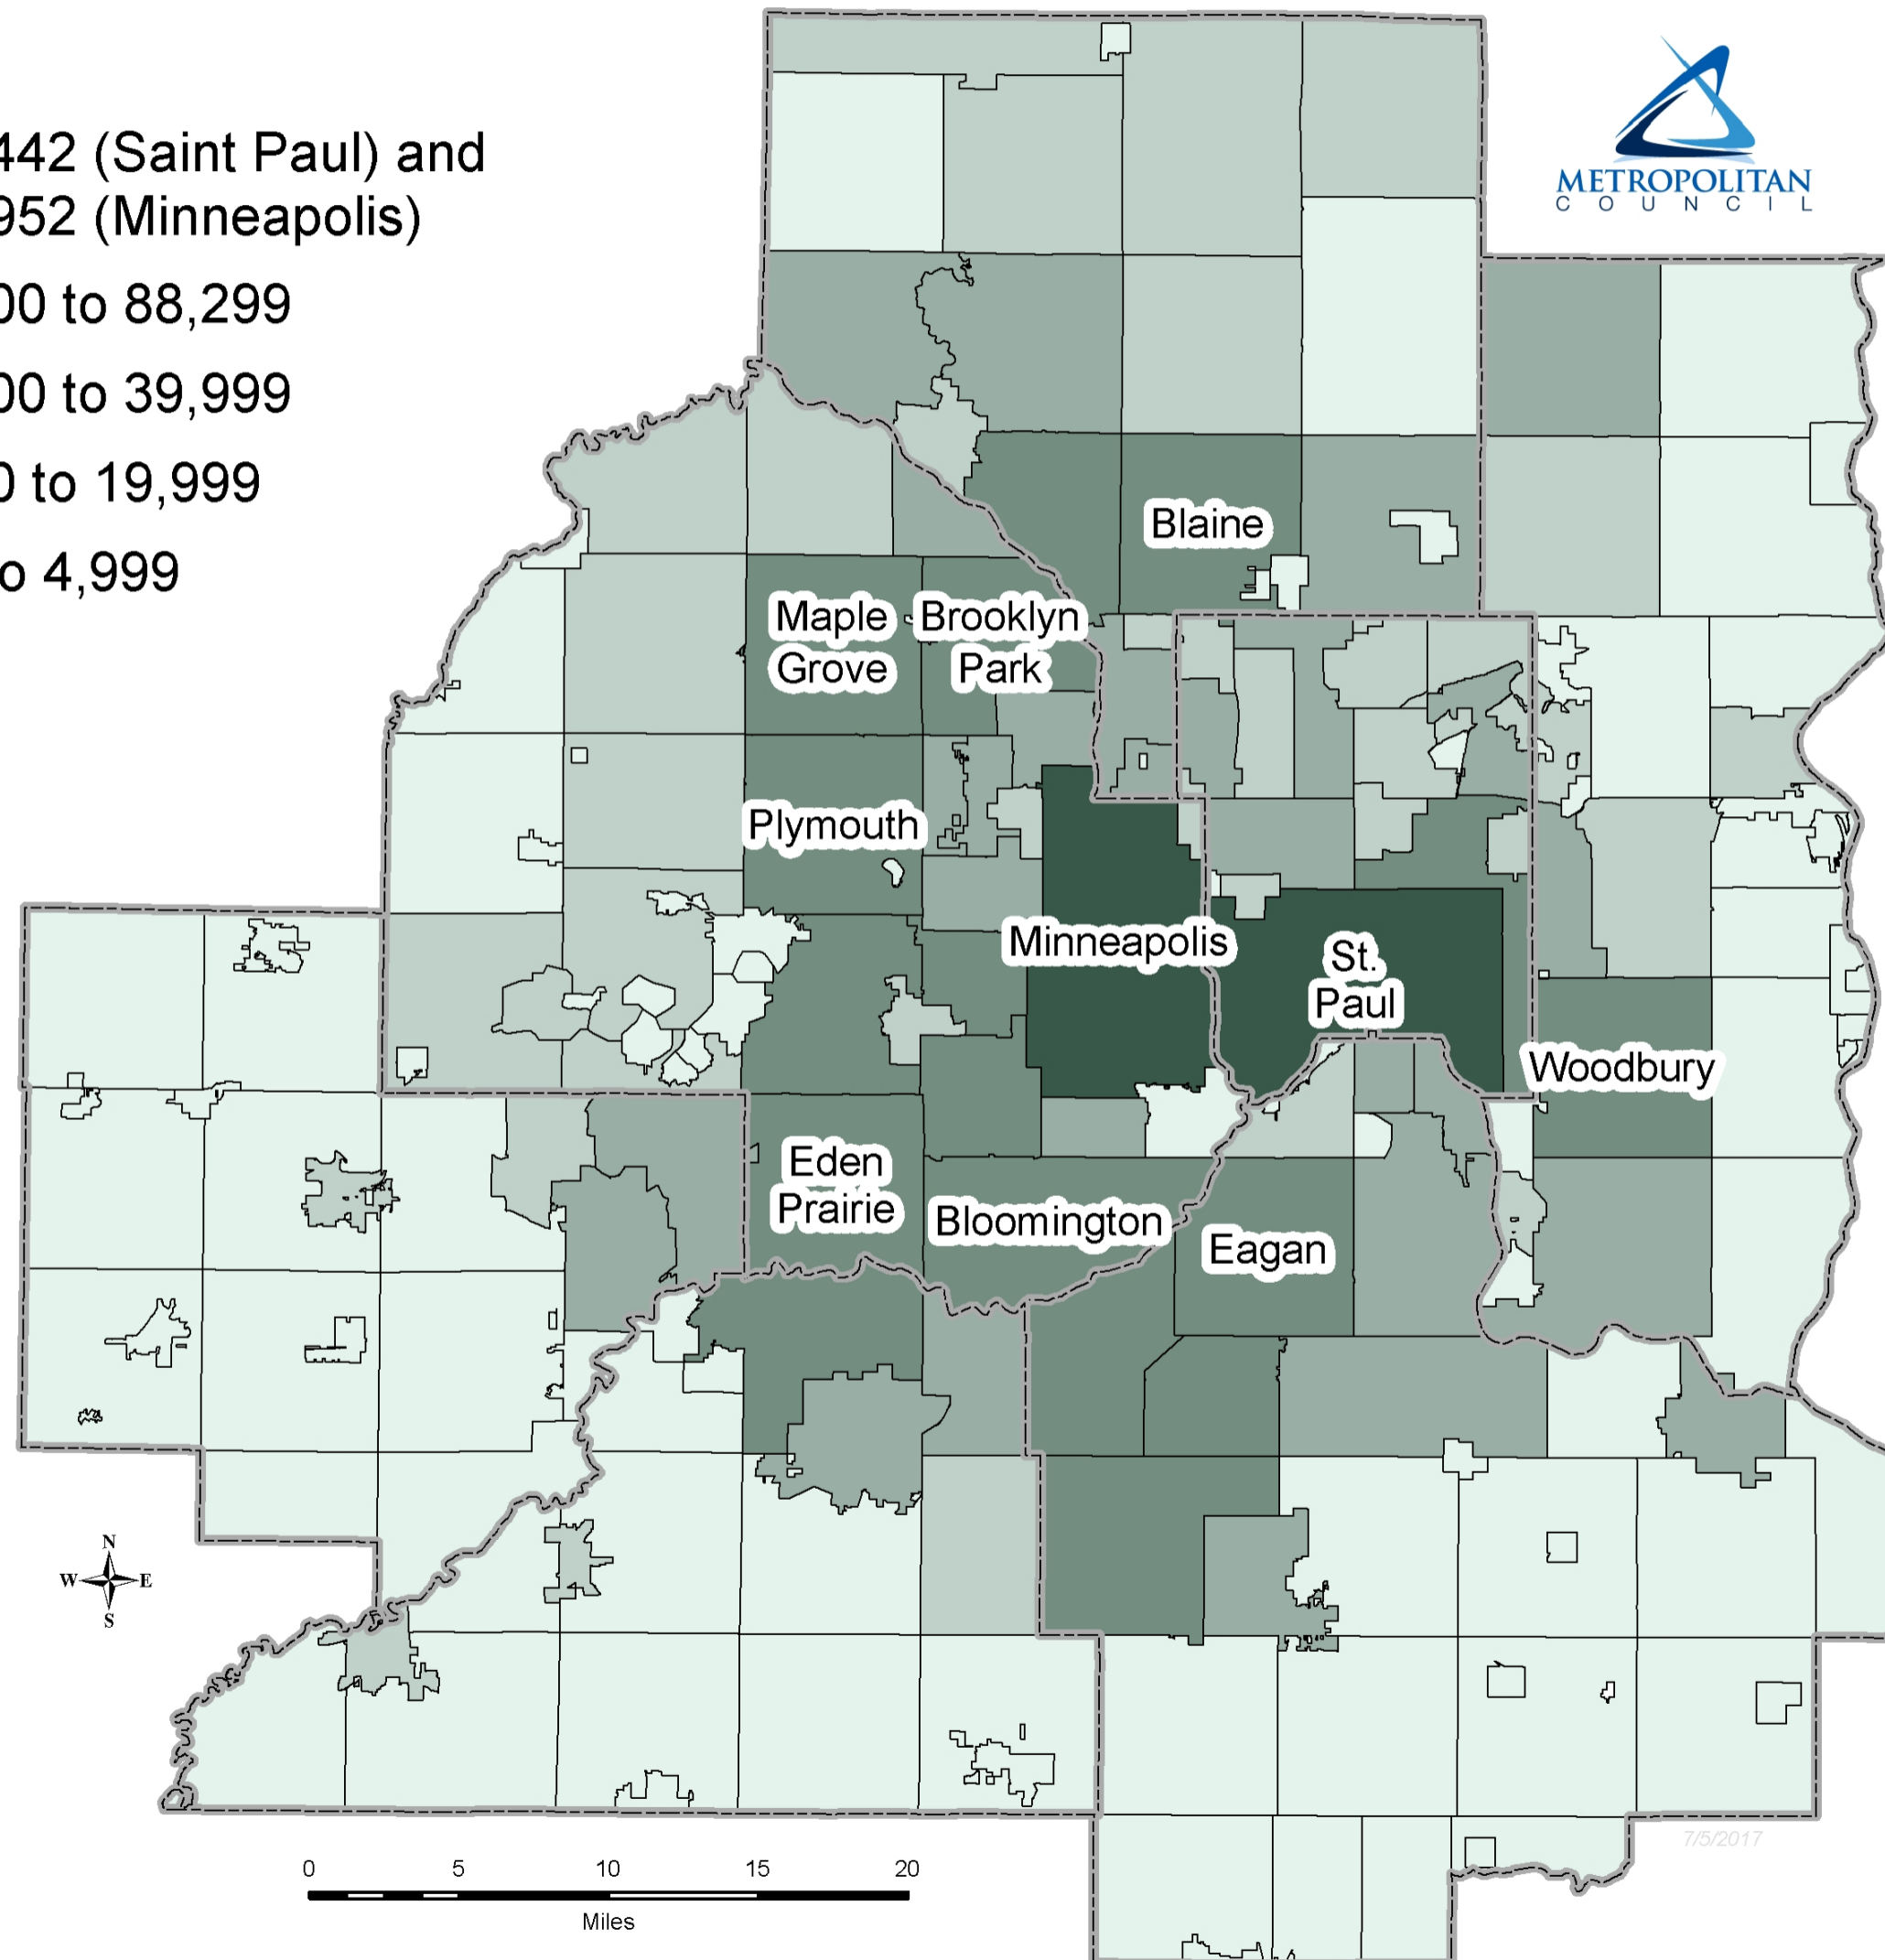 442 (Saint Paul) and
952 (Minneapolis)
00 to 88,299
00 to 39,999
0 to 19,999
o 4,999
METROPOLITAN
COUNCIL
Blaine
Maple
Grove
Brooklyn
Park
Plymouth
Minneapolis
St.
Paul
Woodbury
Eden
Prairie
Bloomington
Eagan
N
W E
S
0 5 10 15 20
Miles
7/5/2017